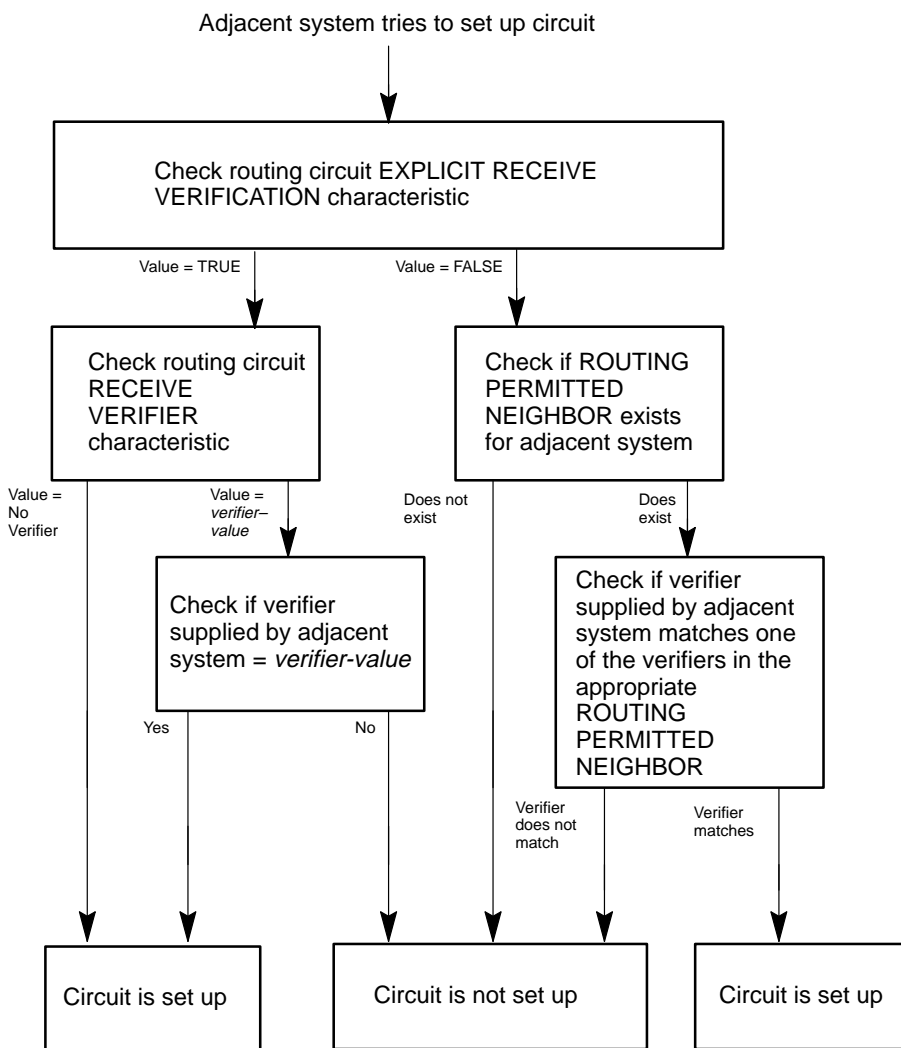 Adjacent system tries to set up circuit
Check routing circuit EXPLICIT RECEIVE
VERIFICATION characteristic
Value = TRUE
Value = FALSE
Check routing circuit
RECEIVE
VERIFIER
characteristic
Check if ROUTING
PERMITTED
NEIGHBOR exists
for adjacent system
Value =
No
Verifier
Value =
verifier–
value
Does not
exist
Does
exist
Check if verifier
supplied by adjacent
system = verifier-value
Check if verifier
supplied by adjacent
system matches one
of the verifiers in the
appropriate
ROUTING
PERMITTED
NEIGHBOR
Yes
No
Verifier
does not
match
Verifier
matches
Circuit is set up
Circuit is not set up
Circuit is set up